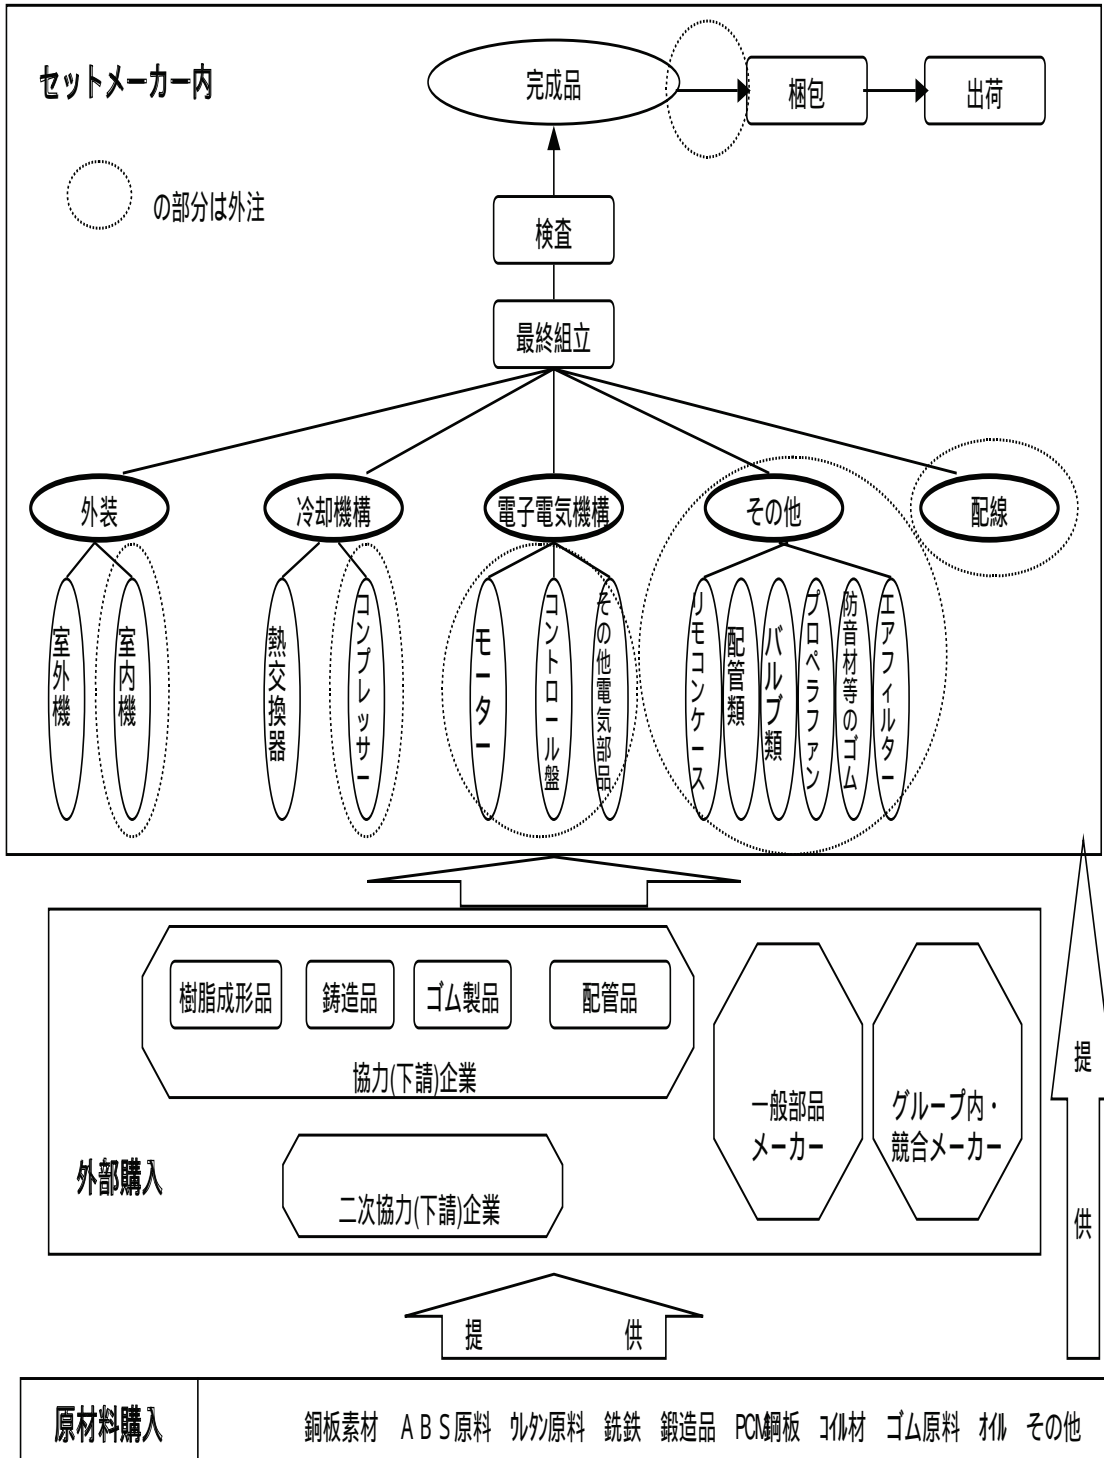 セットメーカー内
完成品
梱包
出荷
の部分は外注
検査
最終組立
外装
冷却機構
電子電気機構
その他
配線
室外機
室内機
熱交換器
コンプレッサー
モーター
コントロール盤
その他電気部品
リモコンケース
配管類
バルブ類
プロペラファン
防音材等のゴム
エアフィルター
樹脂成形品
鋳造品
ゴム製品
配管品
協力(下請)企業
一般部品
メーカー
グループ内・
競合メーカー
外部購入
二次協力(下請)企業
提供
提供
原材料購入
銅板素材 ABS原料 ウレタン原料 銑鉄 鍛造品 PCM鋼板 コイル材 ゴム原料 オイル その他